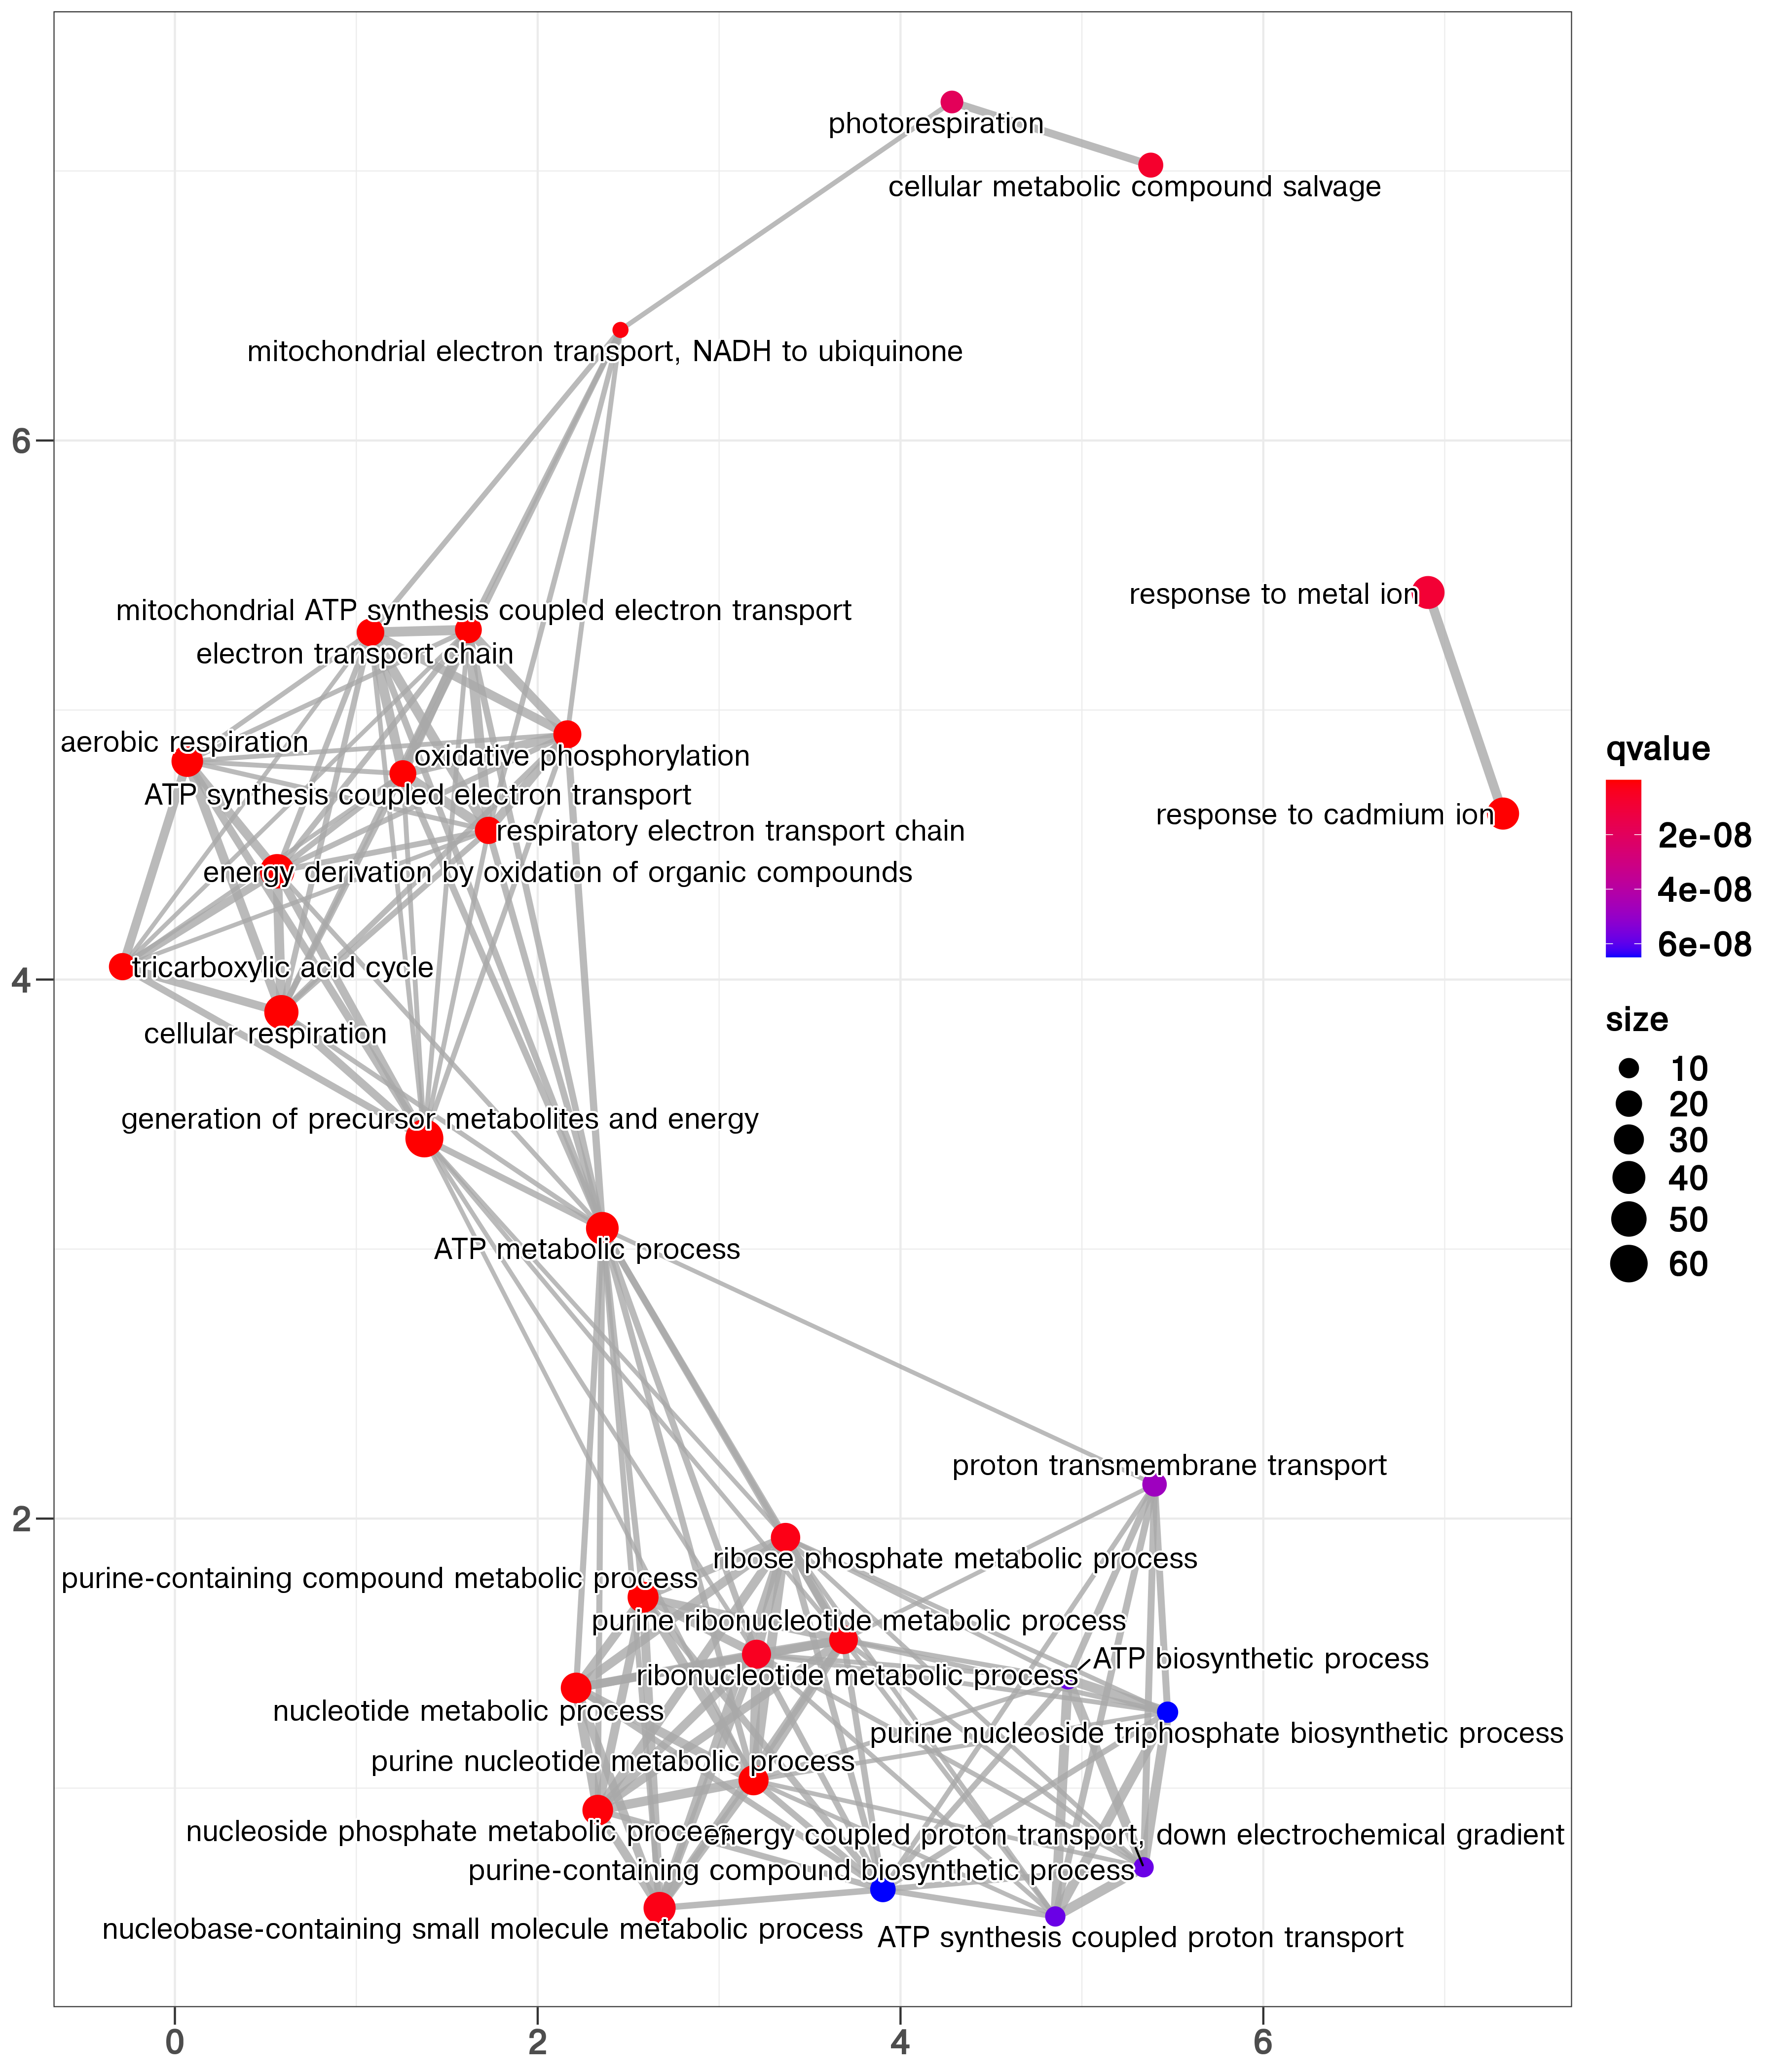 photorespiration
cellular metabolic compound salvage
mitochondrial electron transport, NADH to ubiquinone
6
response to metal ion
mitochondrial ATP synthesis coupled electron transport
electron transport chain
aerobic respiration
oxidative phosphorylation
ATP synthesis coupled electron transport
response to cadmium ion
respiratory electron transport chain
energy derivation by oxidation of organic compounds
tricarboxylic acid cycle
4
cellular respiration
generation of precursor metabolites and energy
ATP metabolic process
proton transmembrane transport
2
ribose phosphate metabolic process
purine-containing compound metabolic process
purine ribonucleotide metabolic process
ATP biosynthetic process
ribonucleotide metabolic process
nucleotide metabolic process
purine nucleoside triphosphate biosynthetic process
purine nucleotide metabolic process
nucleoside phosphate metabolic process
energy coupled proton transport, down electrochemical gradient
purine-containing compound biosynthetic process
nucleobase-containing small molecule metabolic process
ATP synthesis coupled proton transport
0
2
4
6
qvalue
2e-08
4e-08
6e-08
size
10
20
30
40
50
60